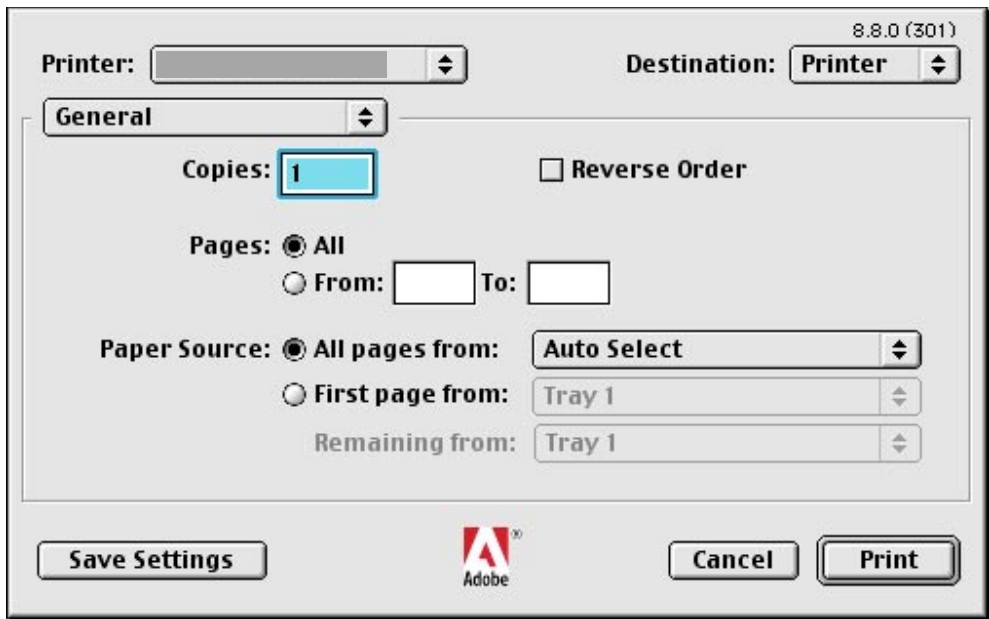 8.8.0 (301)
Printer: Destination: Printer
General
Copies: 1 Reverse Order
Pages: All
From: To:
Paper Source: All pages from: Auto Select
First page from: Tray 1
Remaining from: Tray 1
Save Settings Adobe® Cancel Print